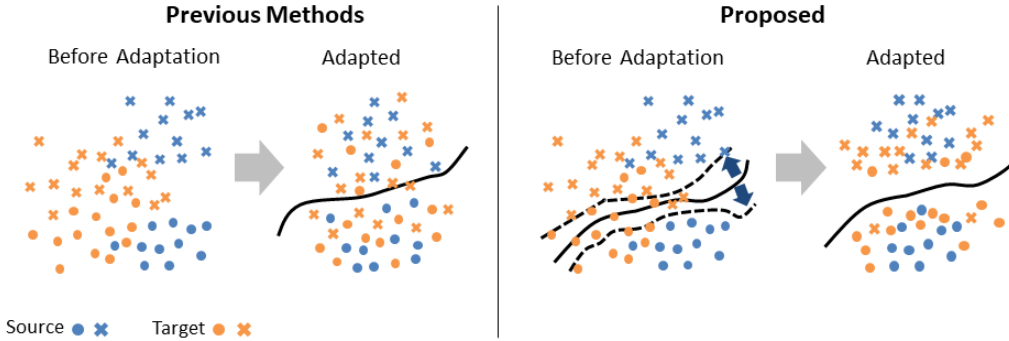 Previous Methods
Before Adaptation
Adapted
Source
Target
Proposed
Before Adaptation
Adapted